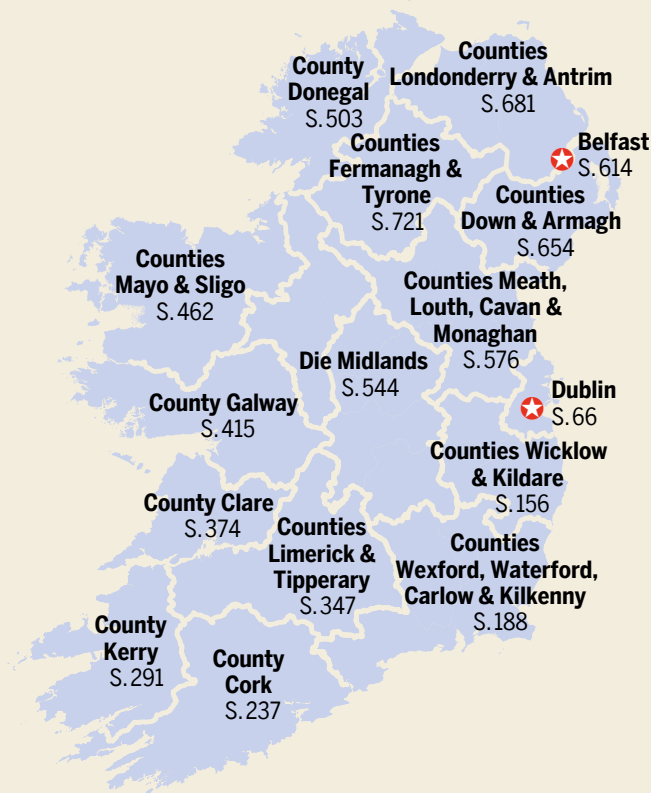 County
Donegal
S. 503
Counties
Londonderry & Antrim
S. 681
Belfast
S. 614
Counties
Fermanagh &
Tyrone
S. 721
Counties
Down & Armagh
S. 654
Counties
Mayo & Sligo
S. 462
Counties Meath,
Louth, Cavan &
Monaghan
S. 576
Die Midlands
S. 544
Dublin
S. 66
County Galway
S. 415
Counties Wicklow
& Kildare
S. 156
County Clare
S. 374
Counties
Limerick &
Tipperary
S. 347
Counties
Wexford, Waterford,
Carlow & Kilkenny
S. 188
County
Kerry
S. 291
County
Cork
S. 237